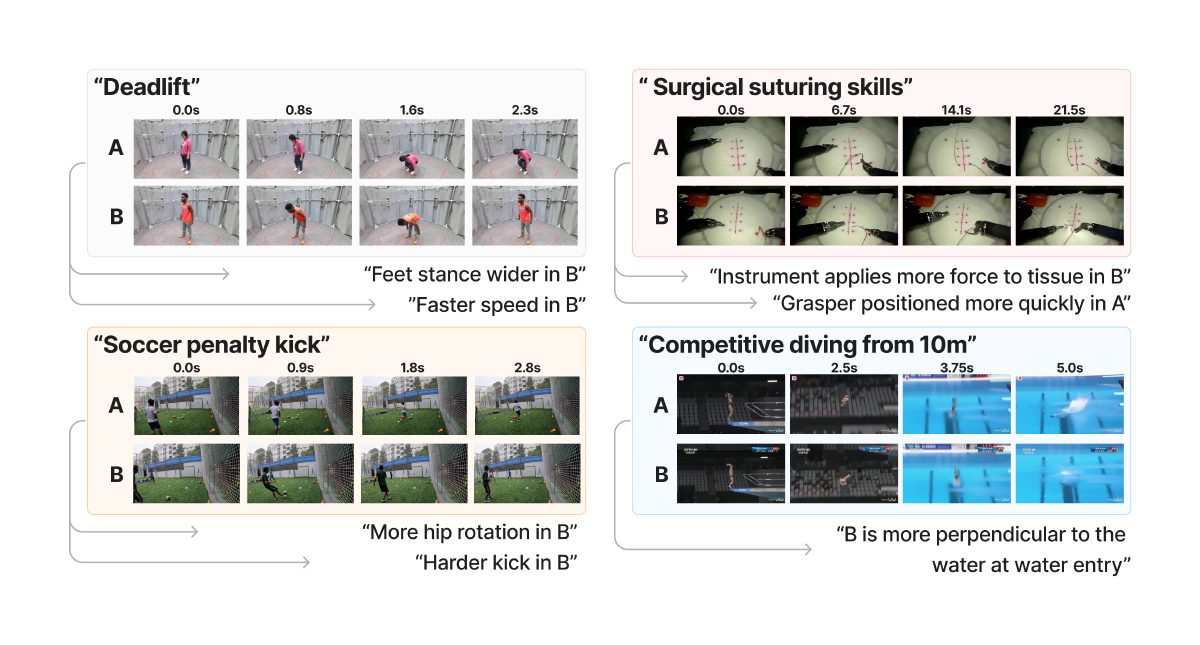 “Deadlift”
0.0s 0.8s 1.6s 2.3s
A
B
“Feet stance wider in B”
”Faster speed in B”
“ Surgical suturing skills”
0.0s 6.7s 14.1s 21.5s
A
B
“Instrument applies more force to tissue in B”
“Grasper positioned more quickly in A”
“Soccer penalty kick”
0.0s 0.9s 1.8s 2.8s
A
B
“More hip rotation in B”
“Harder kick in B”
“Competitive diving from 10m”
0.0s 2.5s 3.75s 5.0s
A
B
“B is more perpendicular to the
water at water entry”